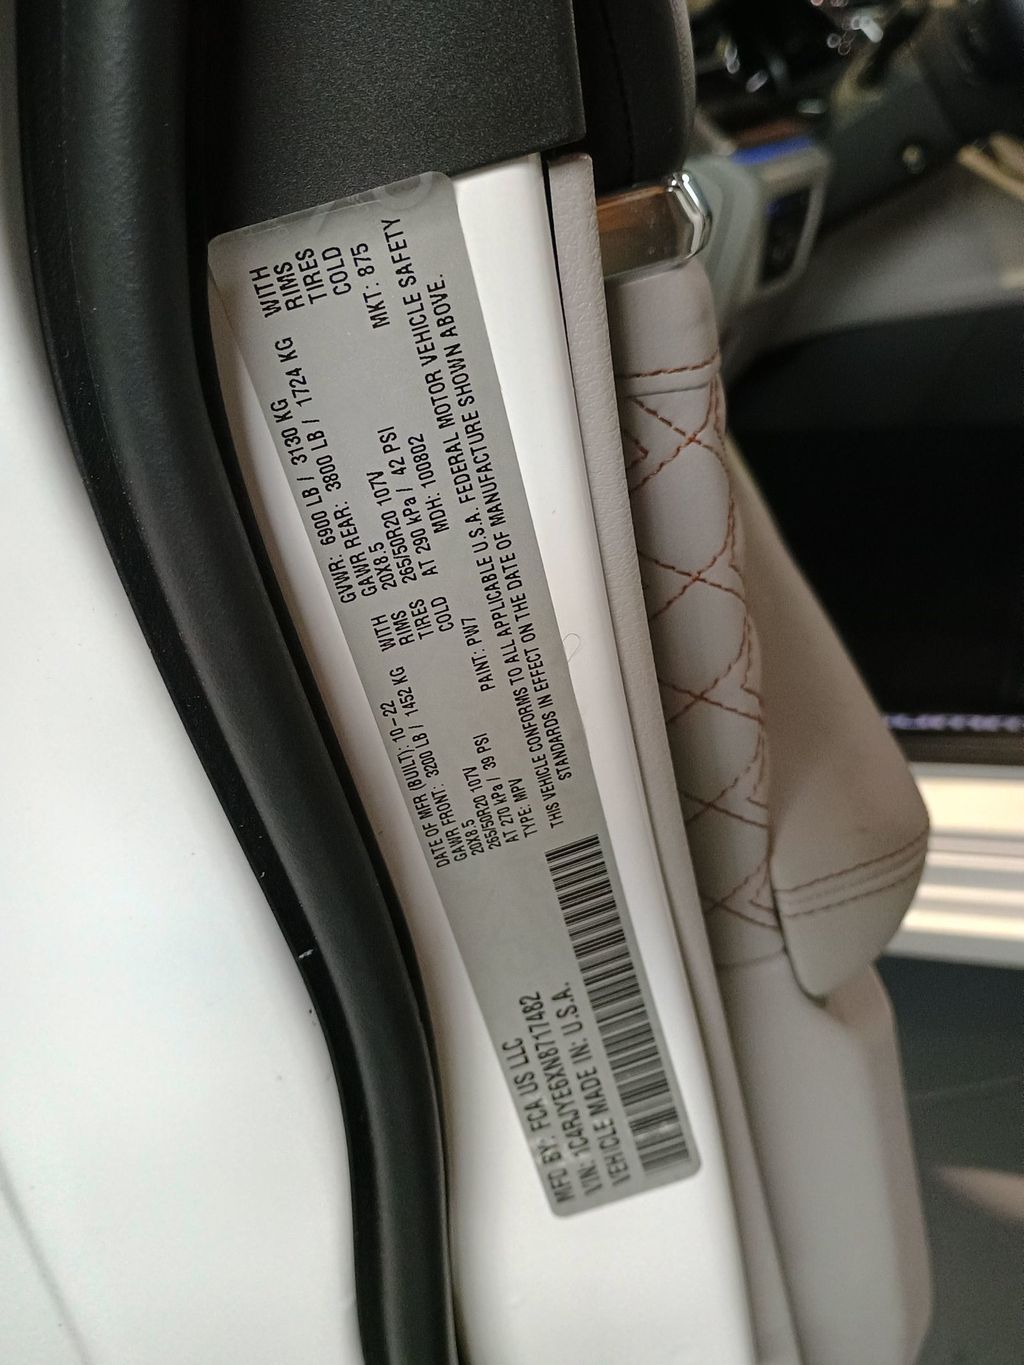 MFD BY: FCA US LLC
VIN: 1C4RJYE6XN8717482
VEHICLE MADE IN: U.S.A.
DATE OF MFR (BUILT): 10-22 GVWR: 6900 LB / 3130 KG
GAWR FRONT: 3200 LB / 1452 KG WITH GAWR REAR: 3800 LB / 1724 KG WITH
20X8.5 RIMS 20X8.5 RIMS
265/50R20 107V TIRES 265/50R20 107V TIRES
AT 270 kPa / 39 PSI COLD AT 290 kPa / 42 PSI COLD
TYPE: MPV PAINT: PW7 MDH: 100802 MKT: 875
THIS VEHICLE CONFORMS TO ALL APPLICABLE U.S.A. FEDERAL MOTOR VEHICLE SAFETY
STANDARDS IN EFFECT ON THE DATE OF MANUFACTURE SHOWN ABOVE.